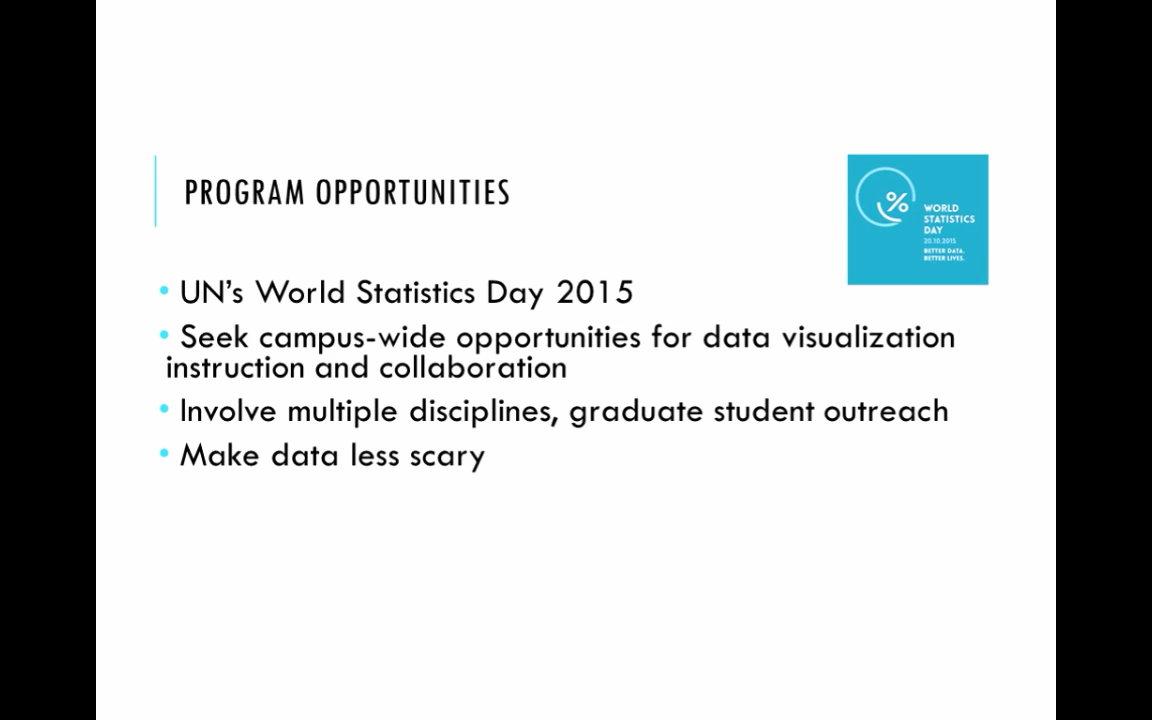 PROGRAM OPPORTUNITIES
%
WORLD
STATISTICS
DAY
20.10.2015
BETTER DATA.
BETTER LIVES.
• UN’s World Statistics Day 2015
• Seek campus-wide opportunities for data visualization
instruction and collaboration
• Involve multiple disciplines, graduate student outreach
• Make data less scary